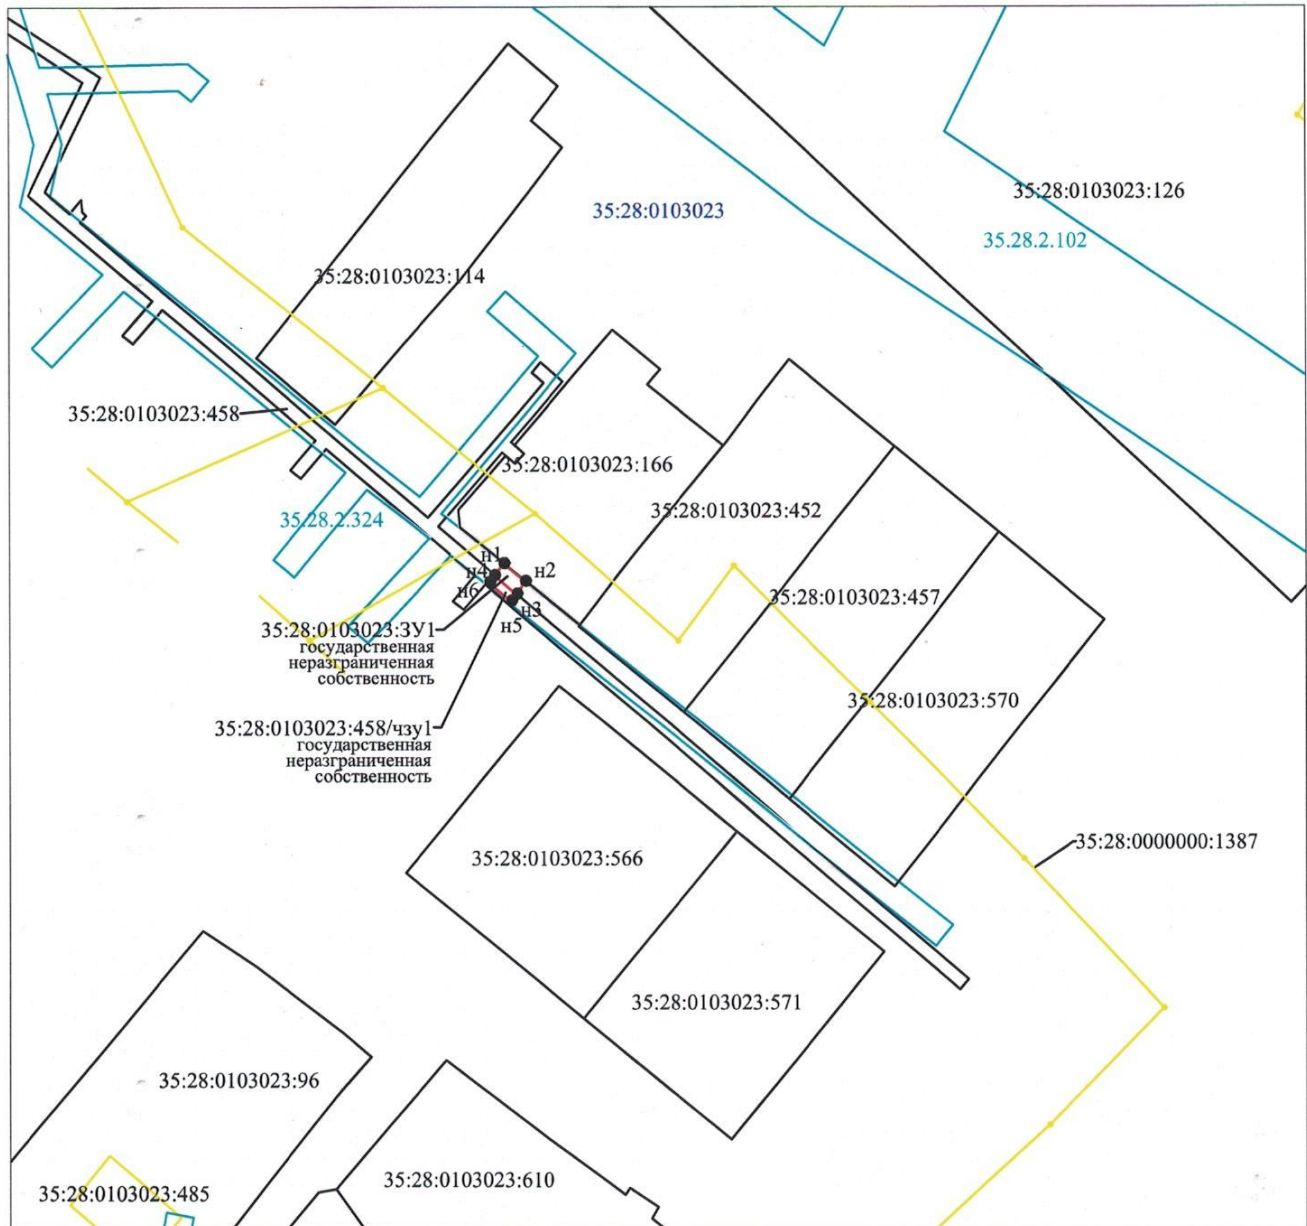 35:28:0103023:126
35:28:0103023
35.28.2.102
35:28:0103023:114
35:28:0103023:458
35:28:0103023:166
35:28:0103023:452
35.28.2.324
н1
н4
н2
н6
35:28:0103023:457
н3
н5
35:28:0103023:ЗУ1
государственная
неразграниченная
собственность
35:28:0103023:570
35:28:0103023:458/чзу1
государственная
неразграниченная
собственность
35:28:0000000:1387
35:28:0103023:566
35:28:0103023:571
35:28:0103023:96
35:28:0103023:610
35:28:0103023:485